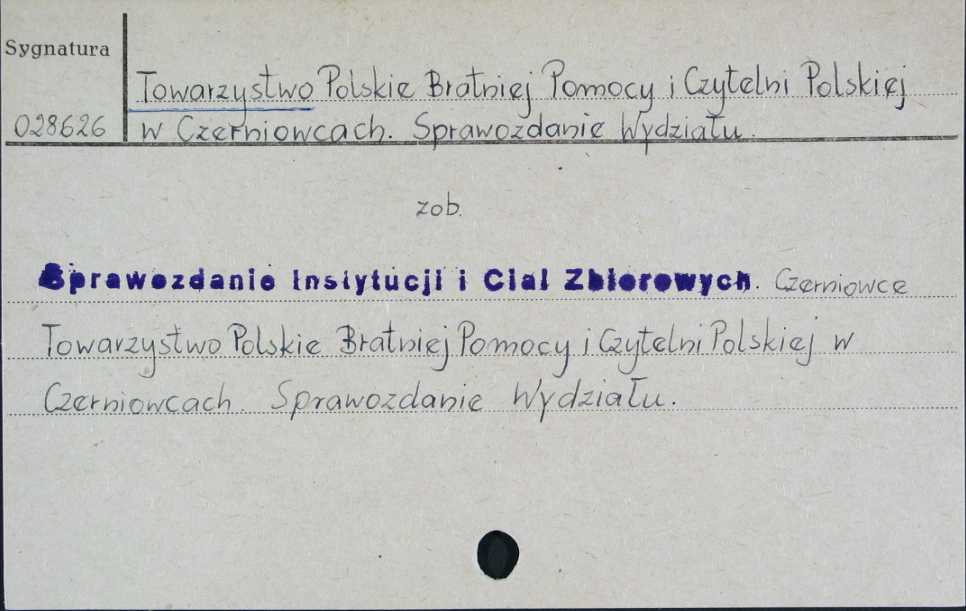 Sygnatura
028626
Towarzystwo Polskie Bratniej Pomocy i Czytelni Polskiej
w Czerniowcach. Sprawozdanie Wydziału.
zob.
Sprawozdanie Instytucji i Ciał Zbiorowych. Czerniowce
Towarzystwo Polskie Bratniej Pomocy i Czytelni Polskiej w
Czerniowcach. Sprawozdanie Wydziału.